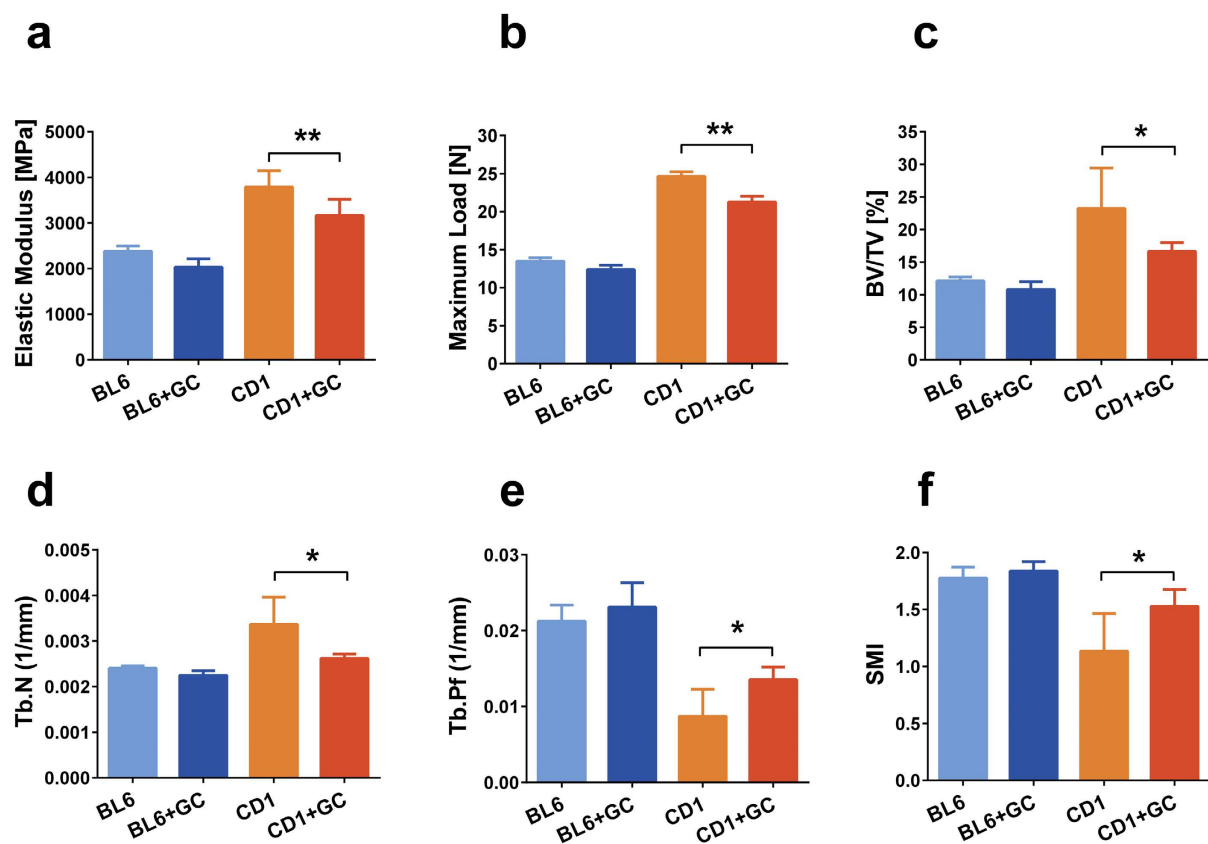 a
b
c
Elastic Modulus [MPa]
5000
4000
3000
2000
1000
0
**
BL6
BL6+GC
CD1
CD1+GC
Maximum Load [N]
30
25
20
15
10
5
0
**
BL6
BL6+GC
CD1
CD1+GC
BV/TV [%]
35
30
25
20
15
10
5
0
*
BL6
BL6+GC
CD1
CD1+GC
d
e
f
Tb.N (1/mm)
0.005
0.004
0.003
0.002
0.001
0.000
*
BL6
BL6+GC
CD1
CD1+GC
Tb.Pf (1/mm)
0.03
0.02
0.01
0.00
*
BL6
BL6+GC
CD1
CD1+GC
SMI
2.0
1.5
1.0
0.5
0.0
*
BL6
BL6+GC
CD1
CD1+GC